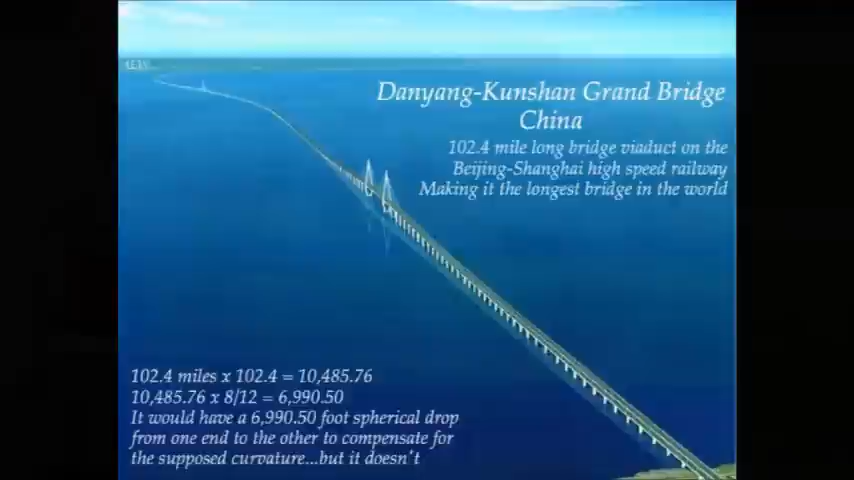 Danyang-Kunshan Grand Bridge
China
102.4 mile long bridge viaduct on the
Beijing-Shanghai high speed railway
Making it the longest bridge in the world
102.4 miles x 102.4 = 10,485.76
10,485.76 x 8/12 = 6,990.50
It would have a 6,990.50 foot spherical drop
from one end to the other to compensate for
the supposed curvature...but it doesn't